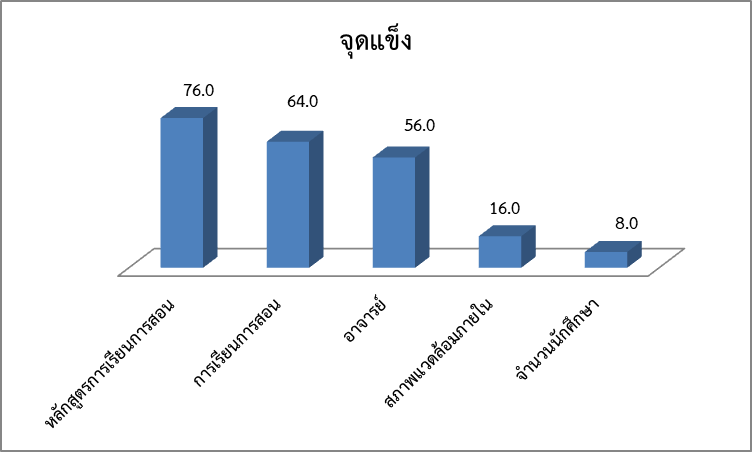 จุดแข็ง
76.0
64.0
56.0
16.0
8.0
หลักสูตรการเรียนการสอน
การเรียนการสอน
อาจารย์
สภาพแวดล้อมภายใน
จำนวนนักศึกษา